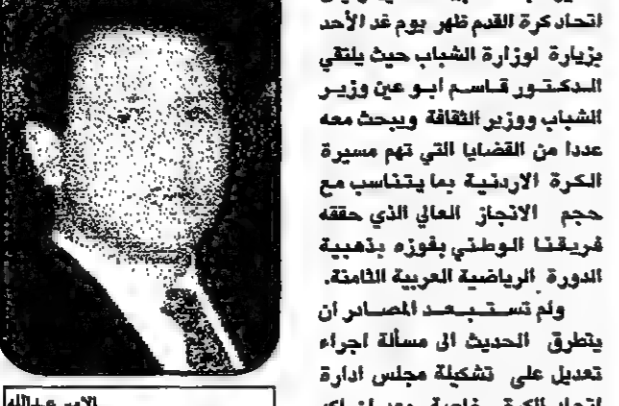 اتحاد كرة القدم ظهر يوم غد الأحد
بزيارة لوزارة الشباب حيث يلتقي
الدكتور قاسم ابو عين وزير
الشباب ووزير الثقافة ويبحث معه
عددا من القضايا التي تهم مسيرة
الكرة الاردنية بما يتناسب مع
حجم الانجاز العالي الذي حققه
فريقنا الوطني بفوزه بذهبية
الدورة الرياضية العربية الثامنة.
ولم تستبعد المصادر ان
يتطرق الحديث الى مسألة اجراء
تعديل على تشكيلة مجلس ادارة
الامير عبدالله